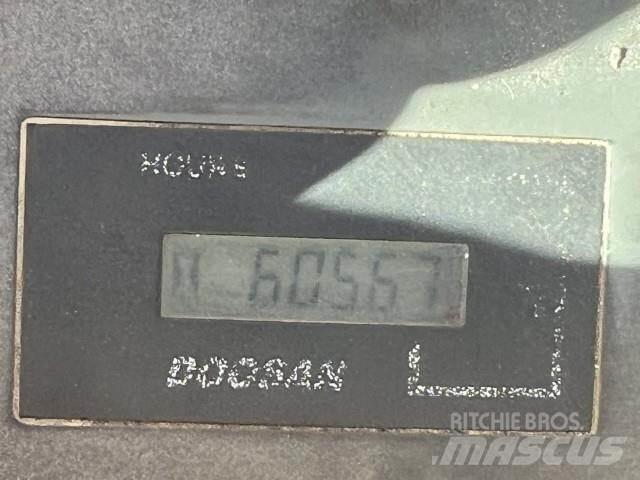 HOURS
60567
DOOSAN
RITCHIE BROS.
MASCUS